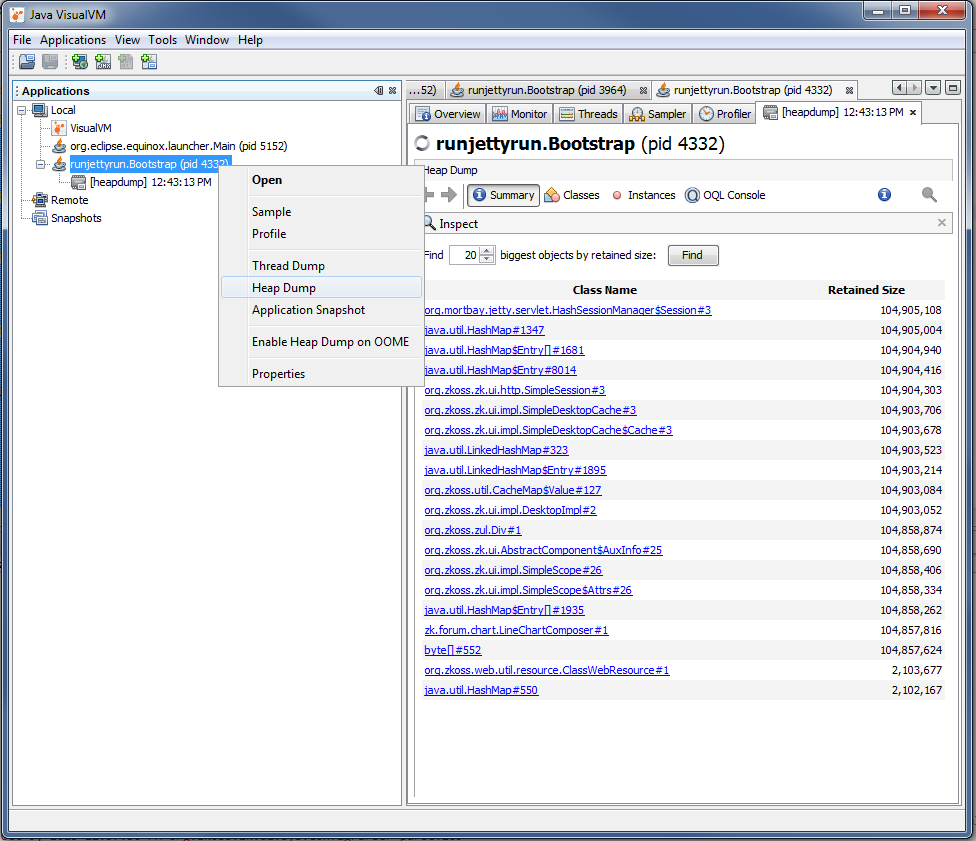 Java VisualVM
File Applications View Tools Window Help
Applications
Local
VisualVM
org.eclipse.equinox.launcher.Main (pid 5152)
runjettyrun.Bootstrap (pid 4332)
[heapdump] 12:43:13 PM
Remote
Snapshots
Open
Sample
Profile
Thread Dump
Heap Dump
Application Snapshot
Enable Heap Dump on OOME
Properties
...52) runjettyrun.Bootstrap (pid 3964) runjettyrun.Bootstrap (pid 4332)
Overview Monitor Threads Sampler Profiler [heapdump] 12:43:13 PM
runjettyrun.Bootstrap (pid 4332)
Heap Dump
Summary Classes Instances OQL Console
Inspect
Find 20 biggest objects by retained size: Find
Class Name Retained Size
org.mortbay.jetty.servlet.HashSessionManager$Session#3 104,905,108
java.util.HashMap#1347 104,905,004
java.util.HashMap$Entry[]#1681 104,904,940
java.util.HashMap$Entry#8014 104,904,416
org.zkoss.zk.ui.http.SimpleSession#3 104,904,303
org.zkoss.zk.ui.impl.SimpleDesktopCache#3 104,903,706
org.zkoss.zk.ui.impl.SimpleDesktopCache$Cache#3 104,903,678
java.util.LinkedHashMap#323 104,903,523
java.util.LinkedHashMap$Entry#1895 104,903,214
org.zkoss.util.CacheMap$Value#127 104,903,084
org.zkoss.zk.ui.impl.DesktopImpl#2 104,903,052
org.zkoss.zul.Div#1 104,858,874
org.zkoss.zk.ui.AbstractComponent$AuxInfo#25 104,858,690
org.zkoss.zk.ui.impl.SimpleScope#26 104,858,406
org.zkoss.zk.ui.impl.SimpleScope$Attrs#26 104,858,334
java.util.HashMap$Entry[]#1935 104,858,262
zk.forum.chart.LineChartComposer#1 104,857,816
byte[]#552 104,857,624
org.zkoss.web.util.resource.ClassWebResource#1 2,103,677
java.util.HashMap#550 2,102,167